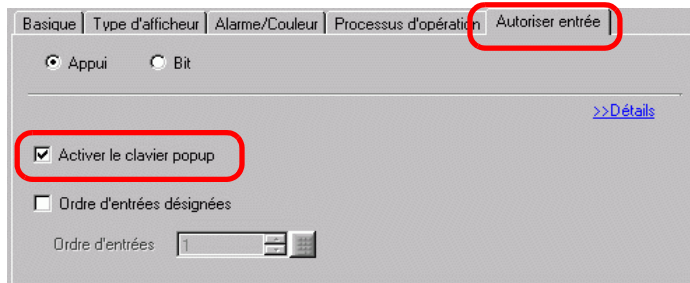 Basique Type d'afficheur Alarme/Couleur Processus d'opération Autoriser entrée
Appui Bit
>>Détails
Activer le clavier popup
Ordre d'entrées désignées
Ordre d'entrées 1